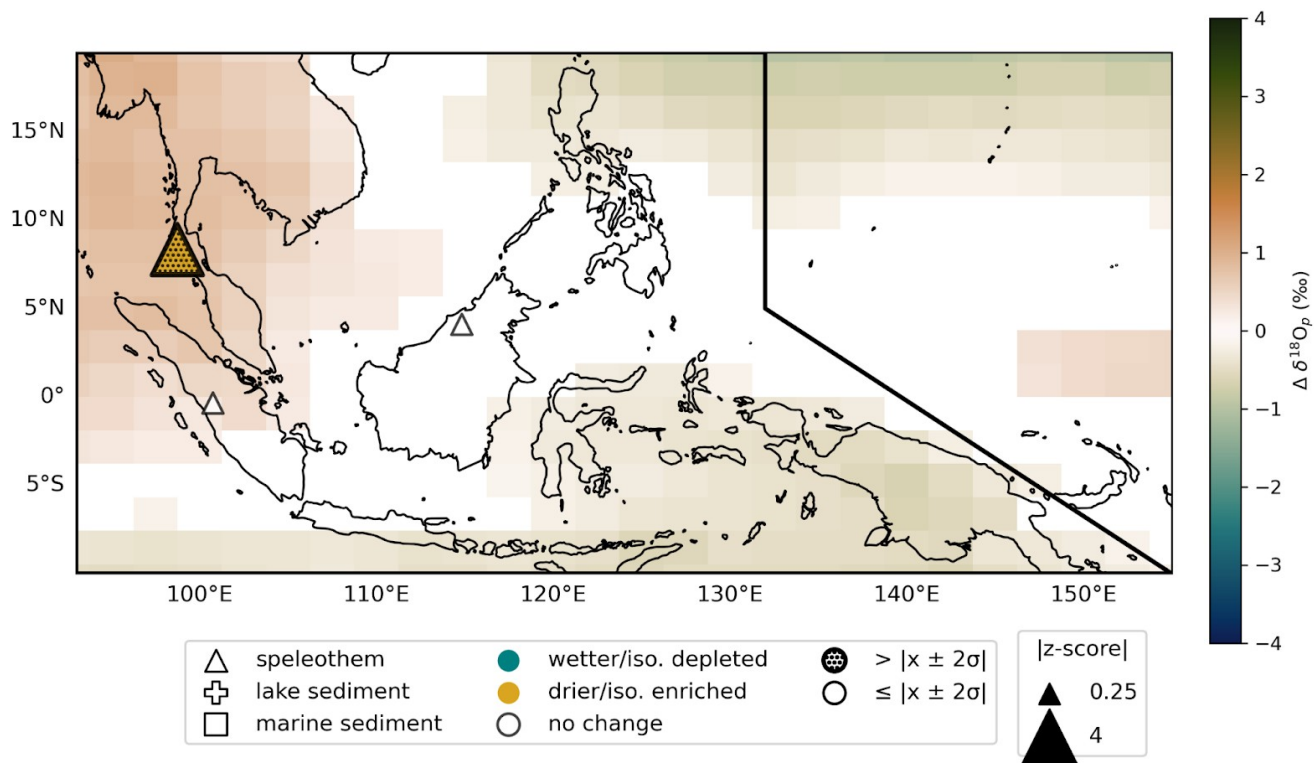 15°N
10°N
5°N
0°
5°S
100°E 110°E 120°E 130°E 140°E 150°E
4
3
2
1
0
−1
−2
−3
−4
Δ δ¹⁸Oₚ (‰)
speleothem
lake sediment
marine sediment
wetter/iso. depleted
drier/iso. enriched
no change
> |x ± 2σ|
≤ |x ± 2σ|
|z-score|
0.25
4